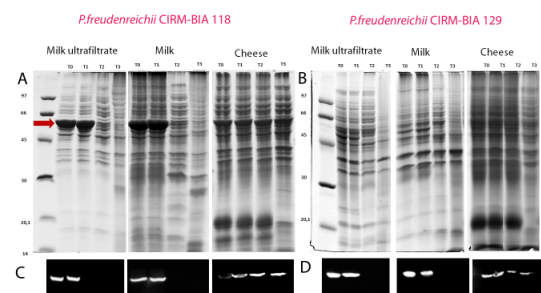 P.freudenreichii CIRM-BIA 118
P.freudenreichii CIRM-BIA 129
Milk ultrafiltrate
Milk
Cheese
Milk ultrafiltrate
Milk
Cheese
T0 T1 T2 T3
T0 T1 T2 T3
T0 T1 T2 T3
T0 T1 T2 T3
T0 T1 T2 T3
T0 T1 T2 T3
A
B
97
66
45
30
20,1
14
97
66
45
30
20,1
14
C
D